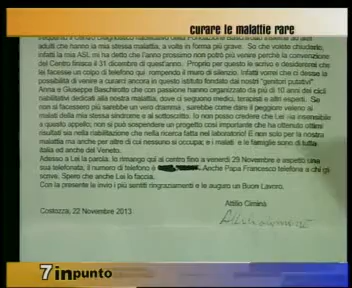 curare le malattie rare
adulti che hanno la mia stessa malattia, a volte in forma più grave. So che voiete chiuderlo,
infatti la mia ASL mi ha detto che l'anno prossimo non potrò più venire perchè la convenzione
del Centro finisce il 31 dicembre di quest'anno. Proprio per questo le scrivo e desidererei che
lei facesse un colpo di telefono qui rompendo il muro di silenzio. Infatti vorrei che ci desse la
possibilità di venire a curarci ancora in questo istituto fondato dai nostri "genitori putativi"
Anna e Giuseppe Baschirotto che con passione hanno organizzato da più di 10 anni dei cicli
riabilitativi dedicati alla nostra malattia, dove ci seguono medici, terapisti e altri esperti. Se
non si facessero più sarebbe un vero dramma, sarebbe come dare il peggiore veleno ai
malati della mia stessa sindrome e al sottoscritto. Io non posso credere che Lei sia insensibile
a questo appello; non si può sospendere un progetto così importante che ha ottenuto ottimi
risultati sia nella riabilitazione che nella ricerca fatta nei laboratori! E non solo per la nostra
malattia ma anche per altre di cui nessuno si occupa; e i malati e le famiglie sono di tutta
Italia ed anche del Veneto.
Adesso a Lei la parola. Io rimango qui al centro fino a venerdì 29 Novembre e aspetto una
sua telefonata, il numero di telefono è Anche Papa Francesco telefona a chi gli
scrive. Spero che anche Lei lo faccia.
Con la presente le invio i più sentiti ringraziamenti e le auguro un Buon Lavoro.
Attilio Ciminà
Costozza, 22 Novembre 2013
7 in punto